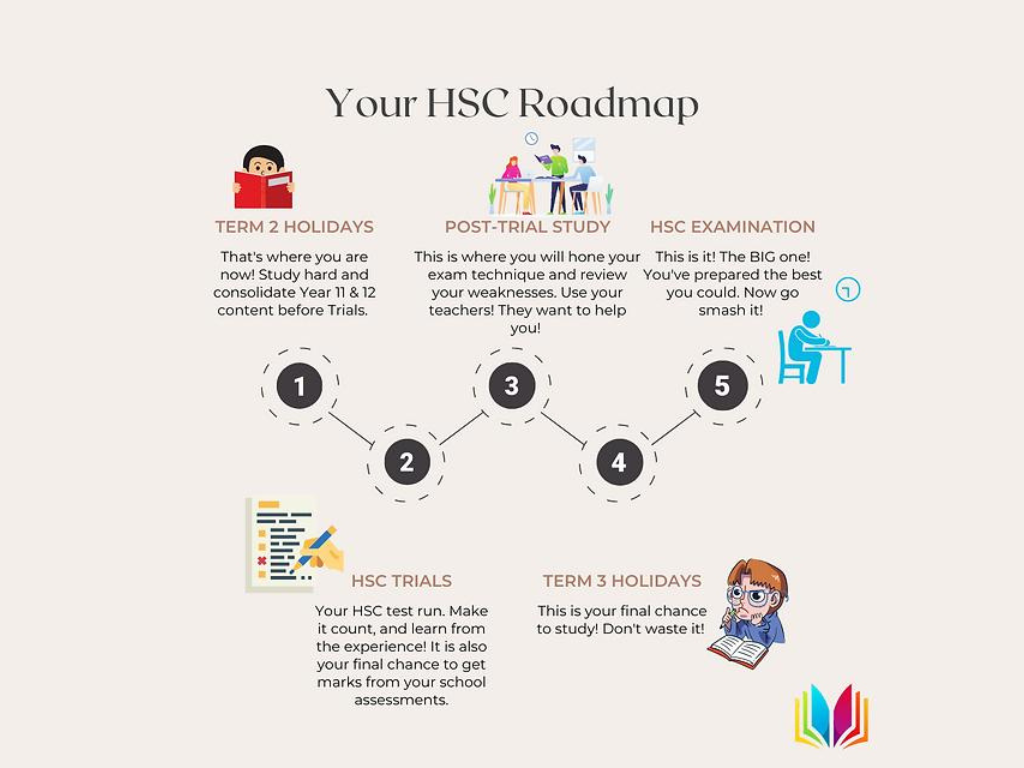 Your HSC Roadmap
TERM 2 HOLIDAYS
That's where you are
now! Study hard and
consolidate Year 11 & 12
content before Trials.
POST-TRIAL STUDY
This is where you will hone your
exam technique and review
your weaknesses. Use your
teachers! They want to help
you!
HSC EXAMINATION
This is it! The BIG one!
You've prepared the best
you could. Now go
smash it!
1
2
3
4
5
HSC TRIALS
Your HSC test run. Make
it count, and learn from
the experience! It is also
your final chance to get
marks from your school
assessments.
TERM 3 HOLIDAYS
This is your final chance
to study! Don't waste it!